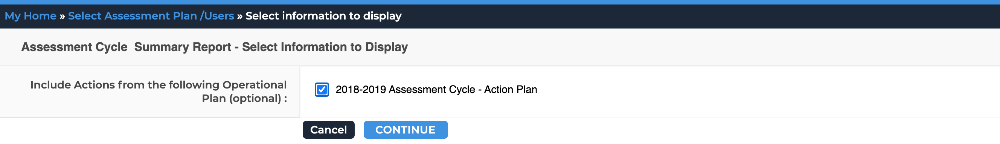 My Home » Select Assessment Plan /Users » Select information to display
Assessment Cycle  Summary Report - Select Information to Display
Include Actions from the following Operational
Plan (optional) :
2018-2019 Assessment Cycle - Action Plan
Cancel
CONTINUE